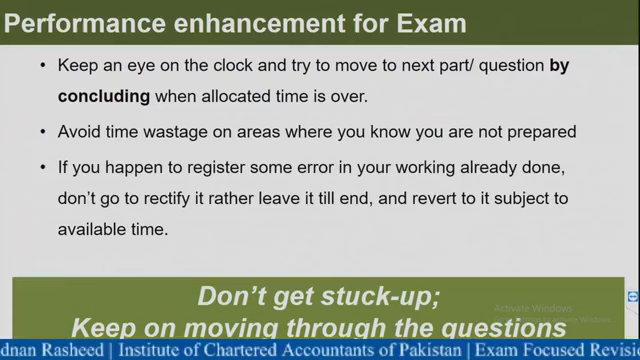 Performance enhancement for Exam
• Keep an eye on the clock and try to move to next part/ question by
concluding when allocated time is over.
• Avoid time wastage on areas where you know you are not prepared
• If you happen to register some error in your working already done,
don't go to rectify it rather leave it till end, and revert to it subject to
available time.
Don't get stuck-up;
Activate Windows
Keep on moving through the questions
dnan Rasheed | Institute of Chartered Accountants of Pakistan | Exam Focused Revisi